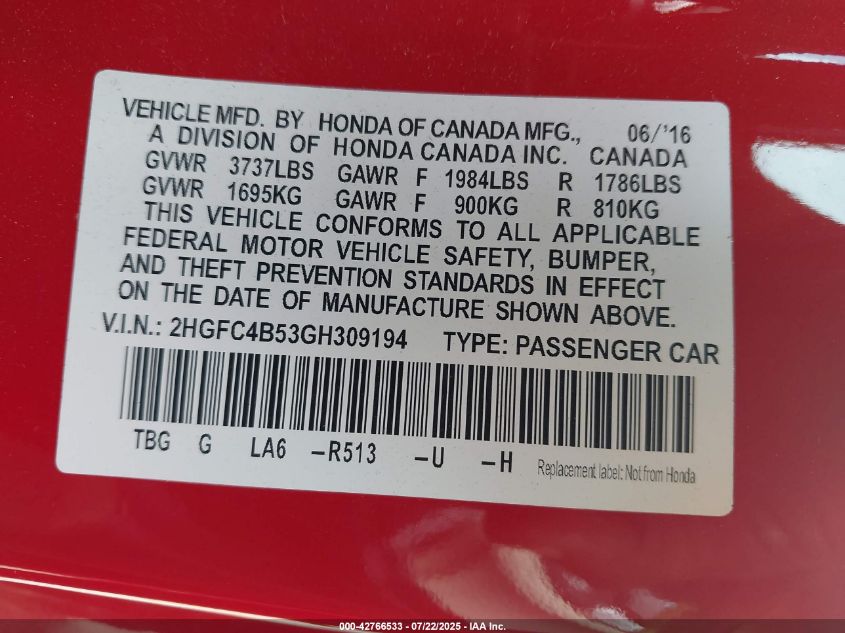 VEHICLE MFD. BY HONDA OF CANADA MFG., 06/'16
A DIVISION OF HONDA CANADA INC. CANADA
GVWR 3737LBS GAWR F 1984LBS R 1786LBS
GVWR 1695KG GAWR F 900KG R 810KG
THIS VEHICLE CONFORMS TO ALL APPLICABLE
FEDERAL MOTOR VEHICLE SAFETY, BUMPER,
AND THEFT PREVENTION STANDARDS IN EFFECT
ON THE DATE OF MANUFACTURE SHOWN ABOVE.
V.I.N.: 2HGFC4B53GH309194 TYPE: PASSENGER CAR
TBG G LA6 -R513 -U -H Replacement label: Not from Honda
000-42766533 - 07/22/2025 - IAA Inc.